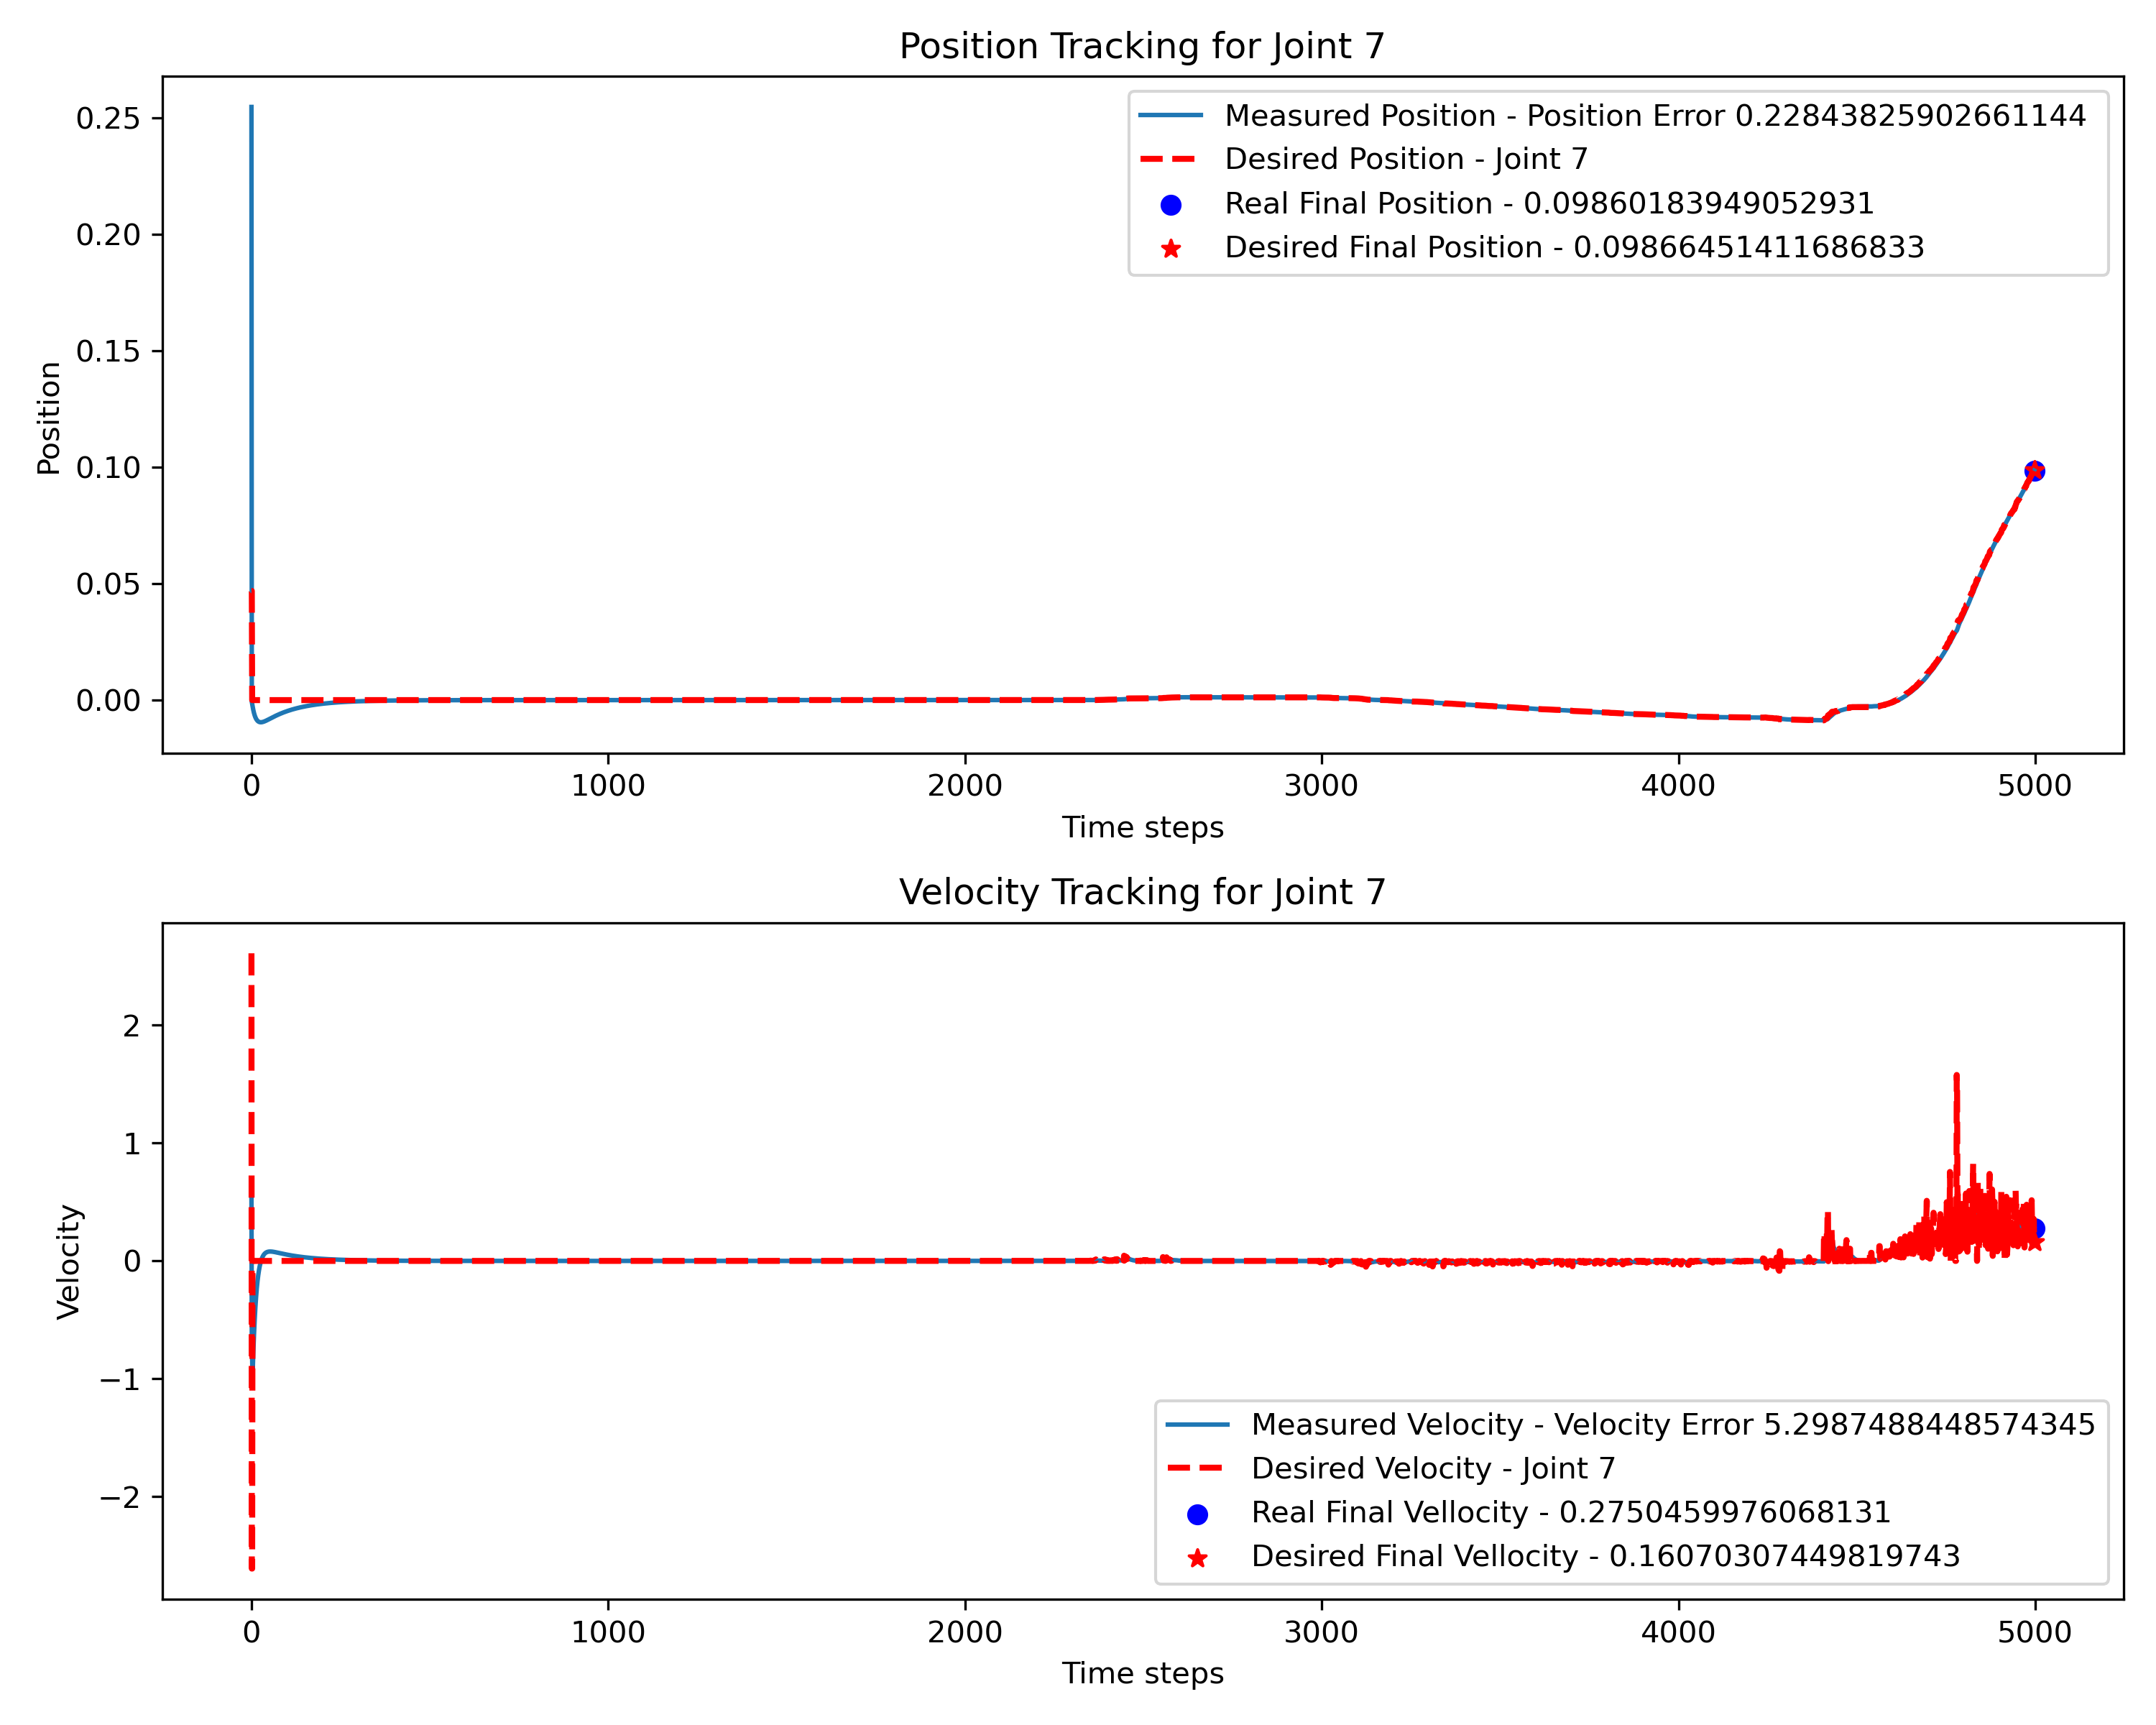 Position Tracking for Joint 7
Measured Position - Position Error 0.22843825902661144
Desired Position - Joint 7
Real Final Position - 0.09860183949052931
Desired Final Position - 0.09866451411686833
Position
0.25
0.20
0.15
0.10
0.05
0.00
0 1000 2000 3000 4000 5000
Time steps
Velocity Tracking for Joint 7
Velocity
2
1
0
−1
−2
Measured Velocity - Velocity Error 5.2987488448574345
Desired Velocity - Joint 7
Real Final Vellocity - 0.2750459976068131
Desired Final Vellocity - 0.16070307449819743
0 1000 2000 3000 4000 5000
Time steps